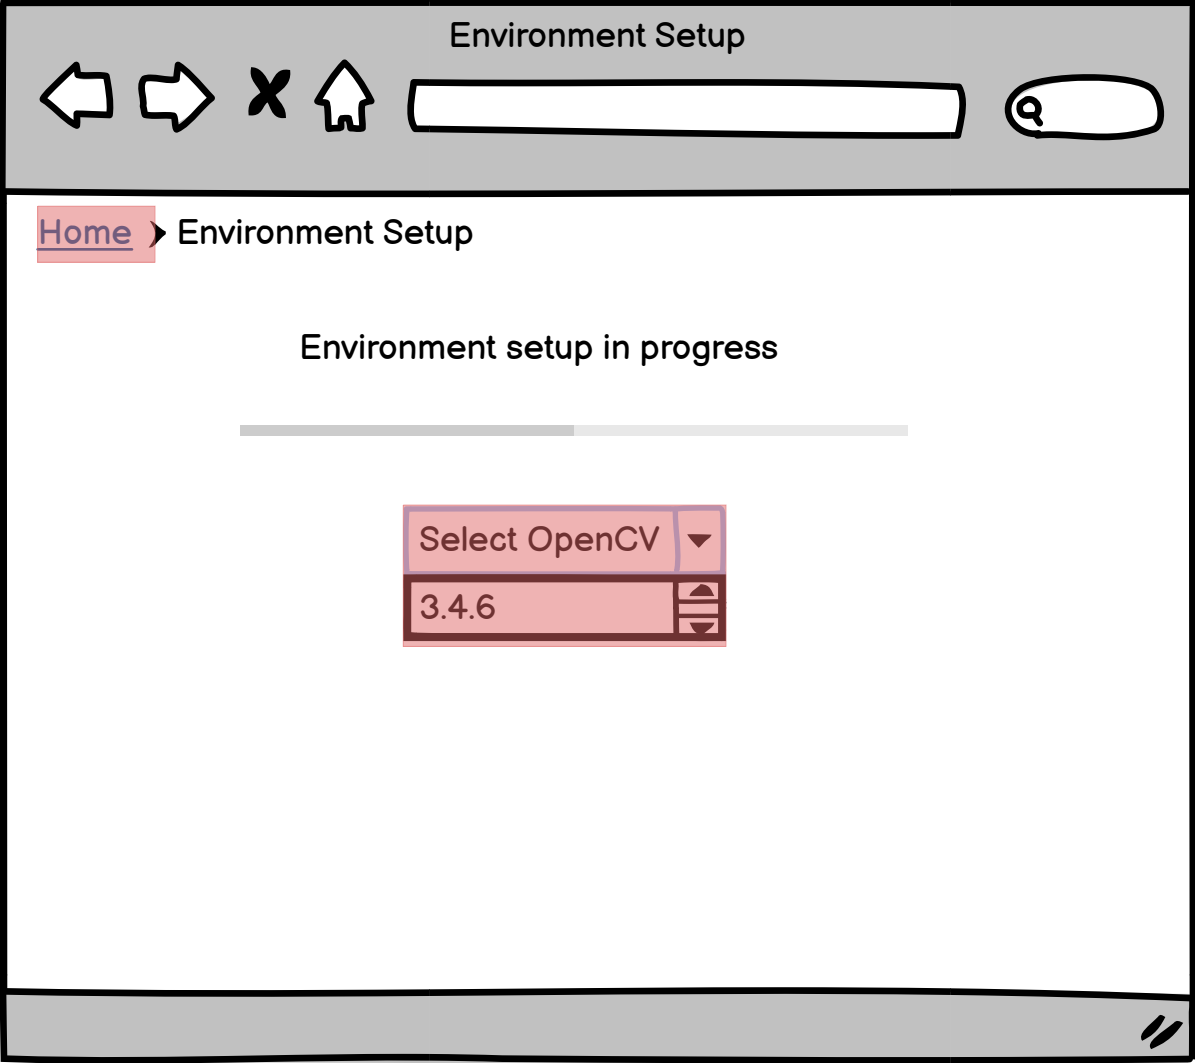 Environment Setup
Home Environment Setup
Environment setup in progress
Select OpenCV
3.4.6